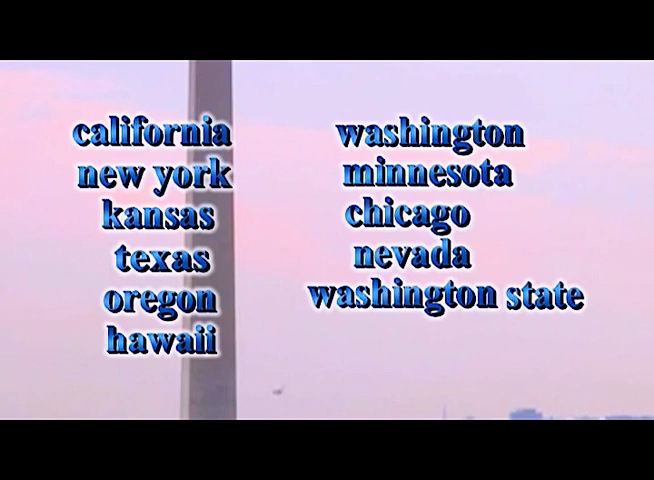 california
new york
kansas
texas
oregon
hawaii
washington
minnesota
chicago
nevada
washington state